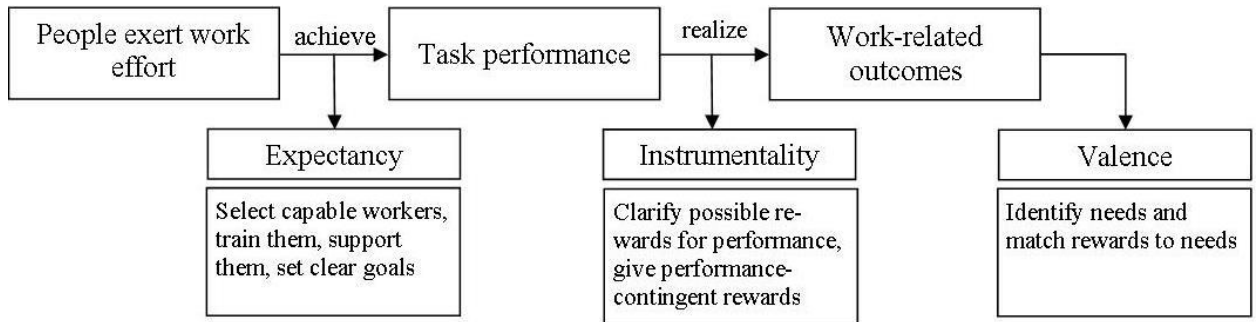 People exert work
effort
achieve
Task performance
realize
Work-related
outcomes
Expectancy
Select capable workers,
train them, support
them, set clear goals
Instrumentality
Clarify possible re-
wards for performance,
give performance-
contingent rewards
Valence
Identify needs and
match rewards to needs